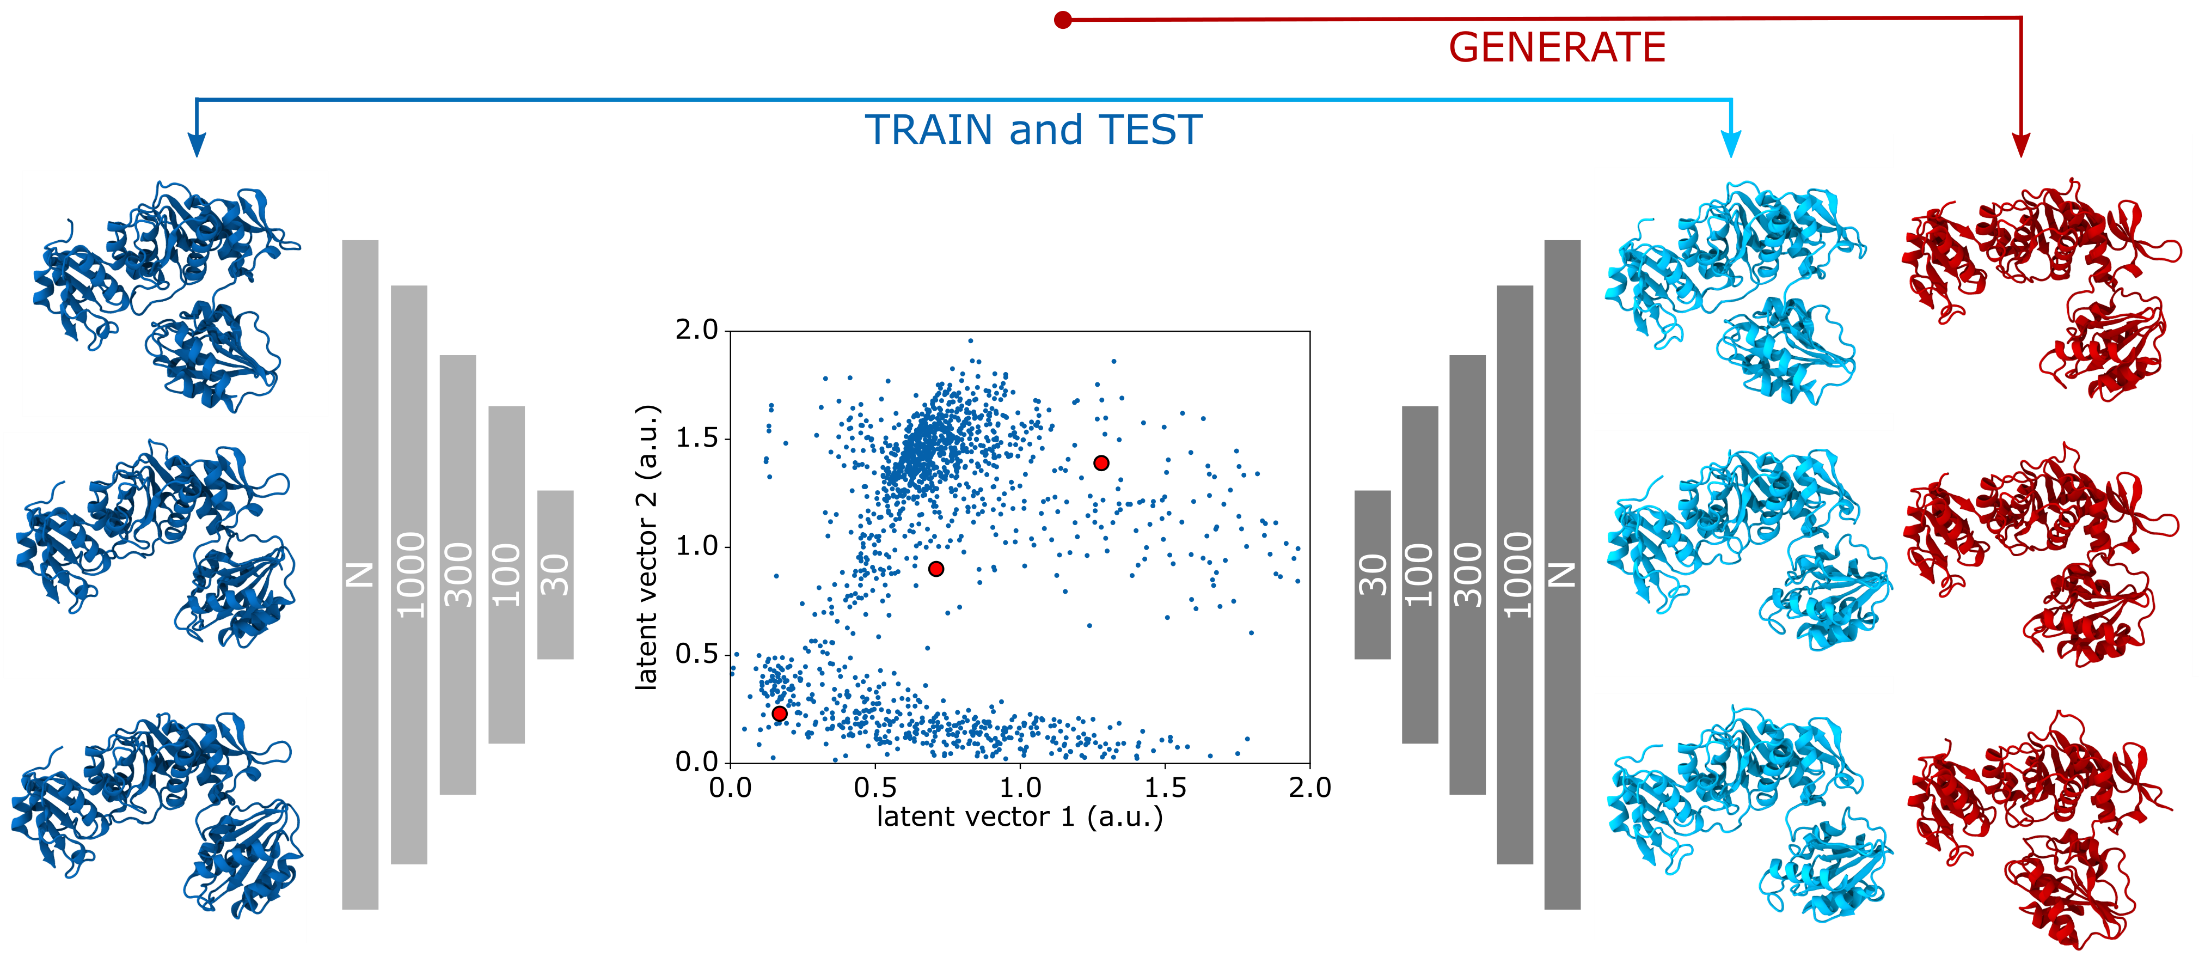 GENERATE
TRAIN and TEST
N
1000
300
100
30
2.0
1.5
1.0
0.5
0.0
latent vector 2 (a.u.)
0.0 0.5 1.0 1.5 2.0
latent vector 1 (a.u.)
30
100
300
1000
N